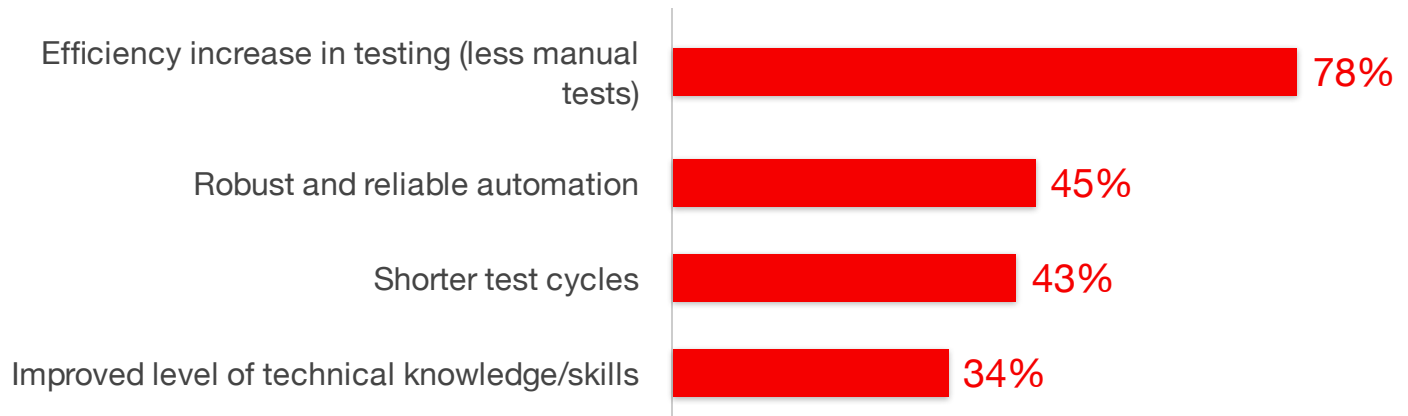 Efficiency increase in testing (less manual
tests)
78%
Robust and reliable automation
45%
Shorter test cycles
43%
Improved level of technical knowledge/skills
34%